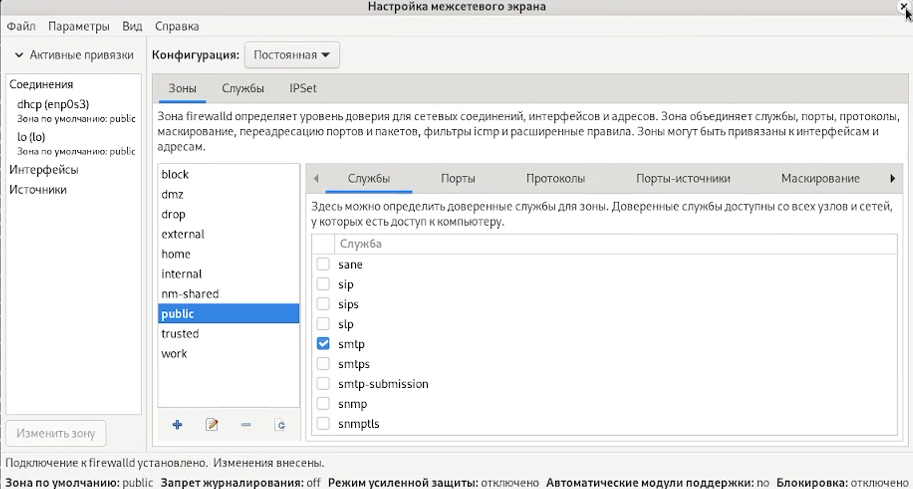 Настройка межсетевого экрана
Файл Параметры Вид Справка
Активные привязки
Соединения
dhcp (enp0s3)
Зона по умолчанию: public
lo (lo)
Зона по умолчанию: public
Интерфейсы
Источники
Изменить зону
Конфигурация: Постоянная
Зоны Службы IPSet
Зона firewalld определяет уровень доверия для сетевых соединений, интерфейсов и адресов. Зона объединяет службы, порты, протоколы,
маскирование, переадресацию портов и пакетов, фильтры icmp и расширенные правила. Зоны могут быть привязаны к интерфейсам и
адресам.
block
dmz
drop
external
home
internal
nm-shared
public
trusted
work
Службы Порты Протоколы Порты-источники Маскирование
Здесь можно определить доверенные службы для зоны. Доверенные службы доступны со всех узлов и сетей,
у которых есть доступ к компьютеру.
Служба
sane
sip
sips
slp
smtp
smtps
smtp-submission
snmp
snmptls
Подключение к firewalld установлено. Изменения внесены.
Зона по умолчанию: public Запрет журналирования: off Режим усиленной защиты: отключено Автоматические модули поддержки: no Блокировка: отключено